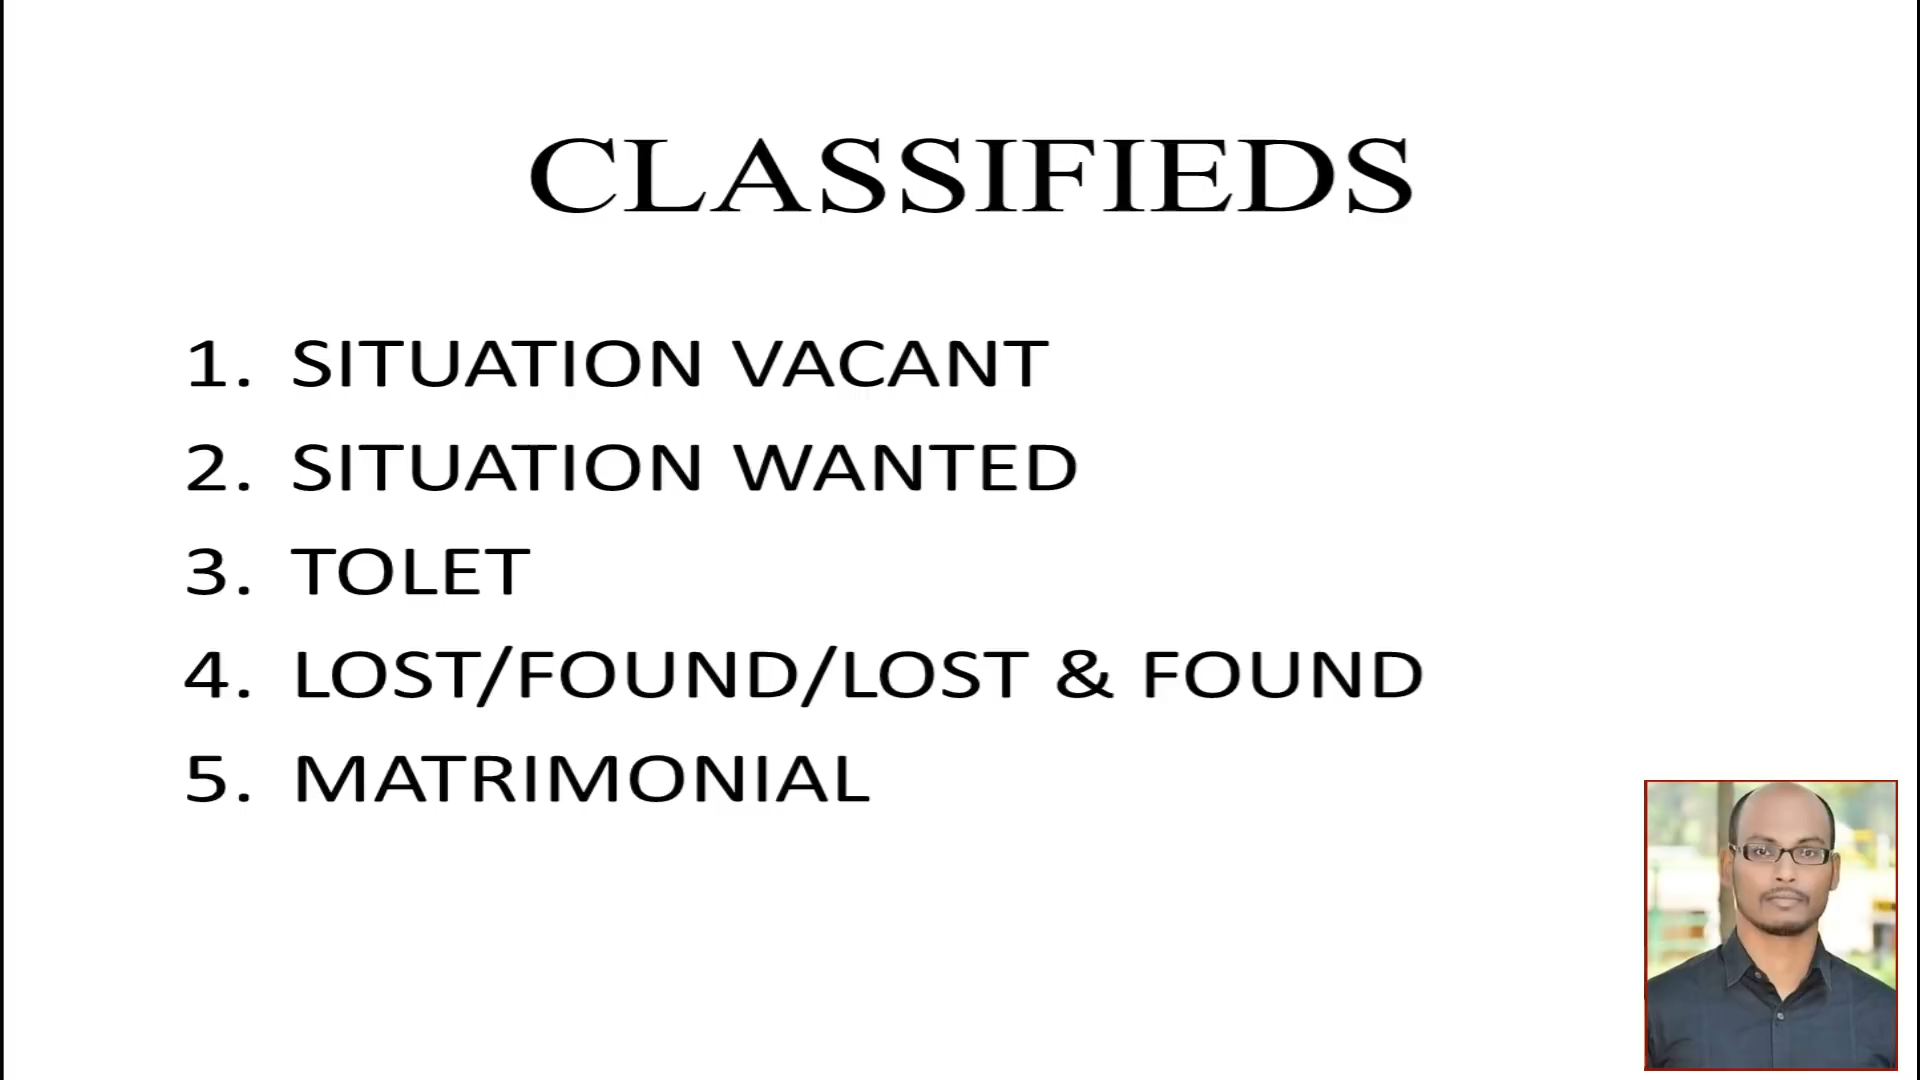 CLASSIFIEDS
1. SITUATION VACANT
2. SITUATION WANTED
3. TOLET
4. LOST/FOUND/LOST & FOUND
5. MATRIMONIAL